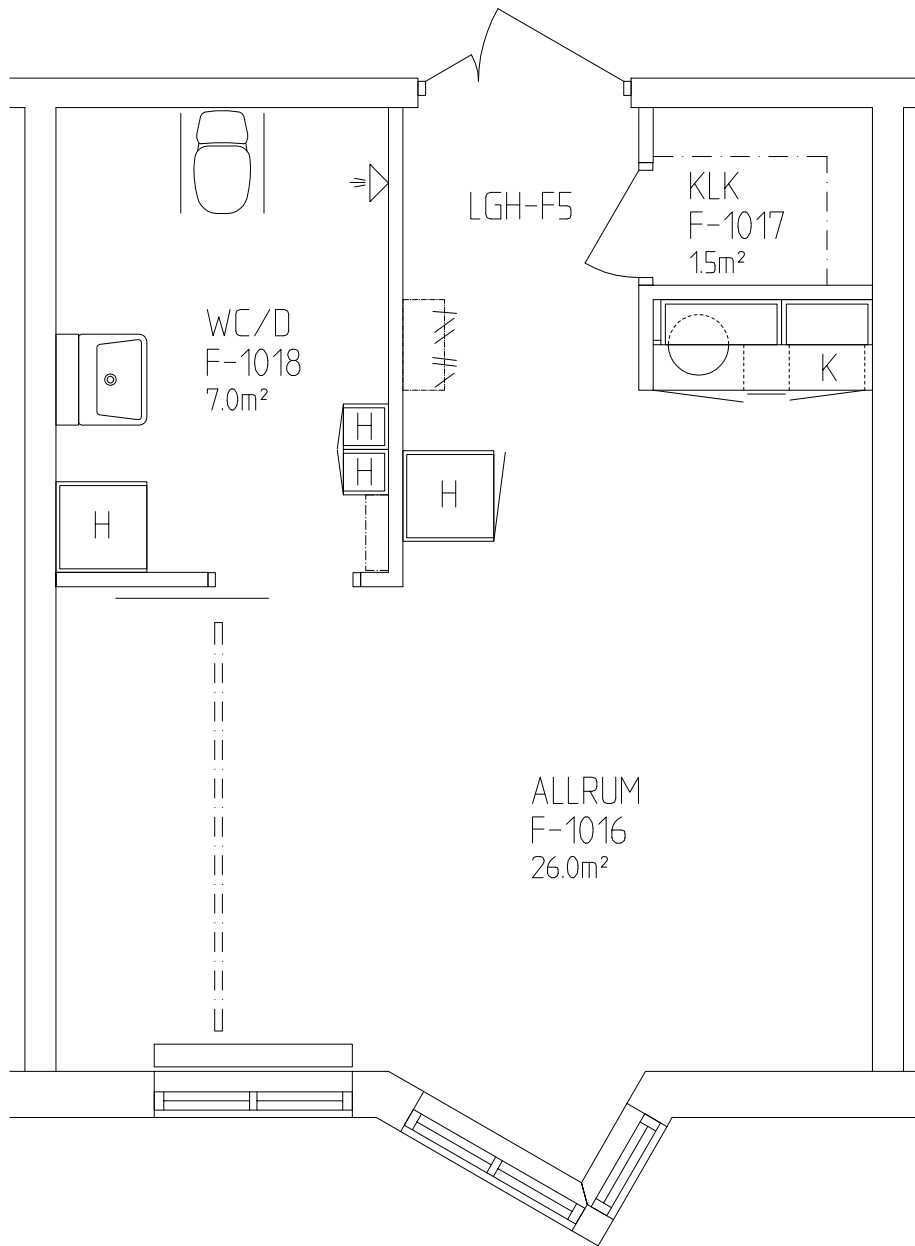 LGH-F5
KLK
F-1017
1.5m²
WC/D
F-1018
7.0m²
K
H
H
H
H
ALLRUM
F-1016
26.0m²